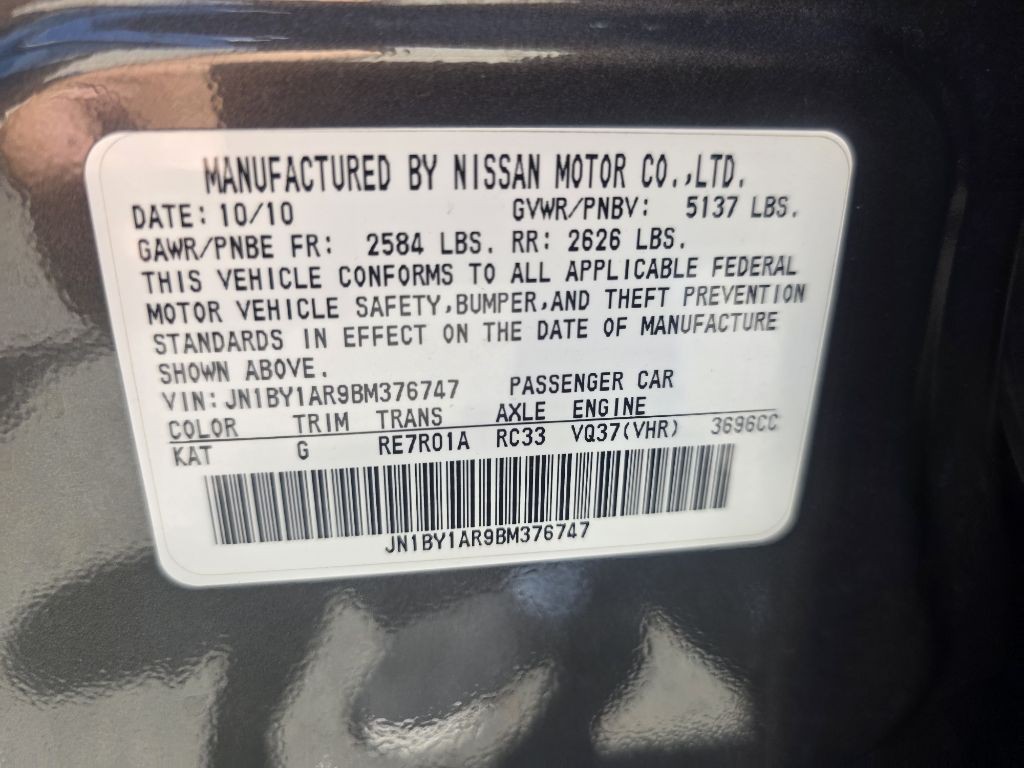 MANUFACTURED BY NISSAN MOTOR CO.,LTD.
DATE: 10/10 GVWR/PNBV: 5137 LBS.
GAWR/PNBE FR: 2584 LBS. RR: 2626 LBS.
THIS VEHICLE CONFORMS TO ALL APPLICABLE FEDERAL
MOTOR VEHICLE SAFETY,BUMPER,AND THEFT PREVENTION
STANDARDS IN EFFECT ON THE DATE OF MANUFACTURE
SHOWN ABOVE.
VIN:JN1BY1AR9BM376747 PASSENGER CAR
COLOR TRIM TRANS AXLE ENGINE
KAT G RE7R01A RC33 VQ37(VHR) 3696CC
JN1BY1AR9BM376747